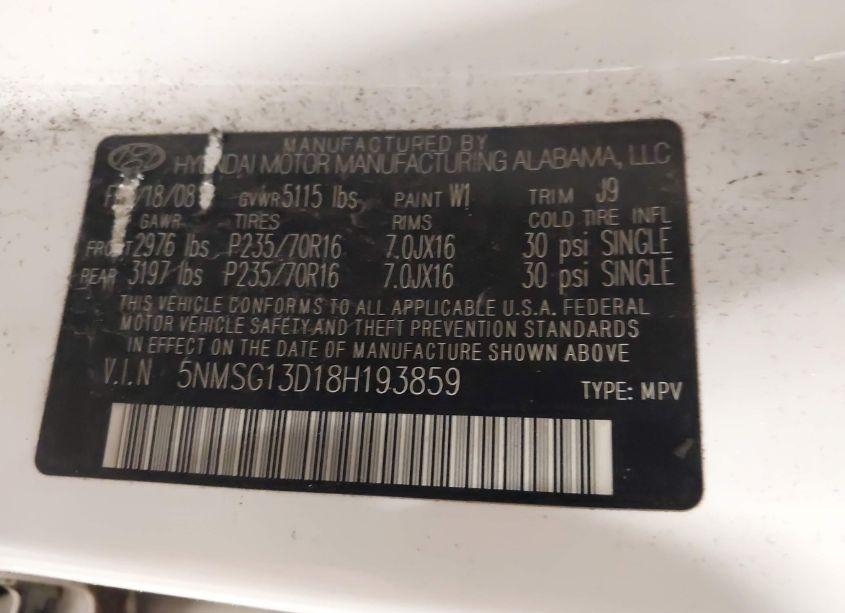 MANUFACTURED BY
HYUNDAI MOTOR MANUFACTURING ALABAMA, LLC
/18/08 GVWR 5115 lbs PAINT W1 TRIM J9
GAWR TIRES RIMS COLD TIRE INFL
FRONT 2976 lbs P235/70R16 7.0JX16 30 psi SINGLE
REAR 3197 lbs P235/70R16 7.0JX16 30 psi SINGLE
THIS VEHICLE CONFORMS TO ALL APPLICABLE U.S.A. FEDERAL
MOTOR VEHICLE SAFETY AND THEFT PREVENTION STANDARDS
IN EFFECT ON THE DATE OF MANUFACTURE SHOWN ABOVE
V.I.N 5NMSG13D18H193859 TYPE: MPV